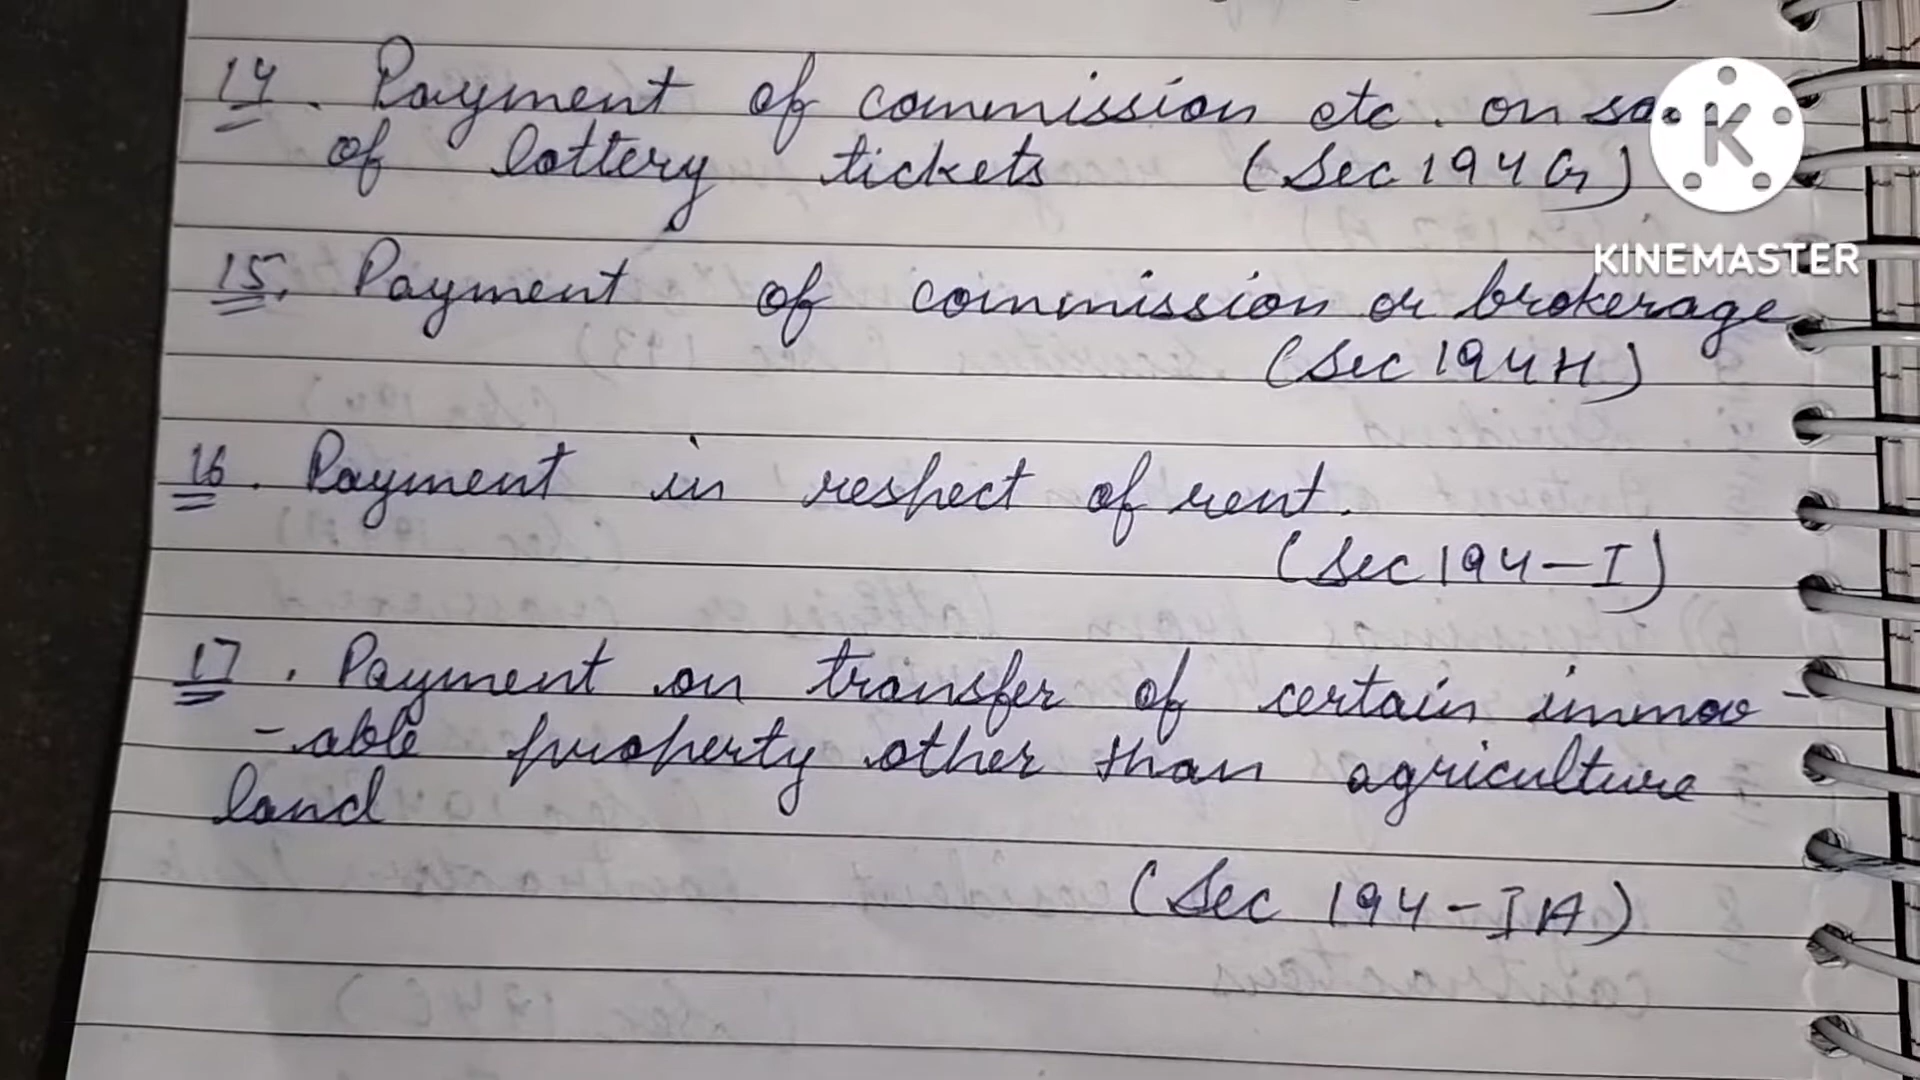 14. Payment of commission etc. on
of lottery tickets (Sec 194G)
15. Payment of commission or brokerage
(Sec 194H)
16. Payment in respect of rent.
(Sec 194-I)
17. Payment on transfer of certain immov-
-able property other than agriculture
land
(Sec 194-IA)
K
KINEMASTER